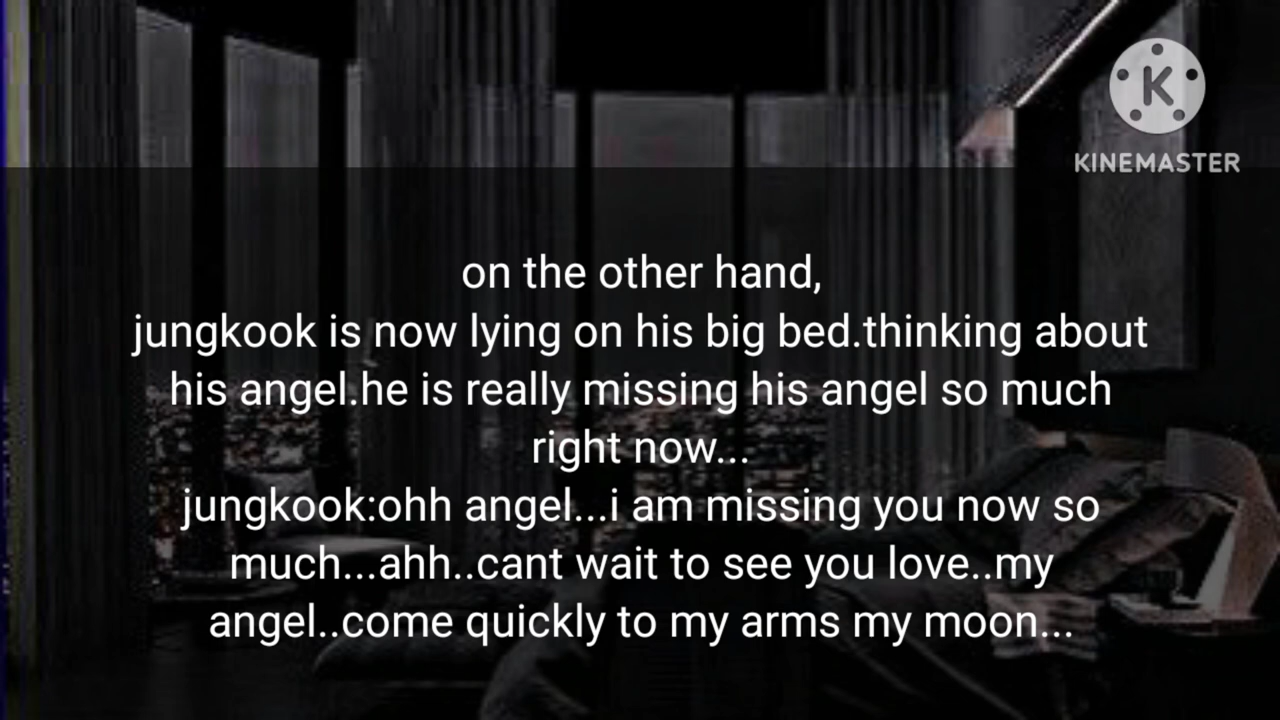 K
KINEMASTER
on the other hand,
jungkook is now lying on his big bed.thinking about
his angel.he is really missing his angel so much
right now...
jungkook:ohh angel...i am missing you now so
much...ahh..cant wait to see you love..my
angel..come quickly to my arms my moon...